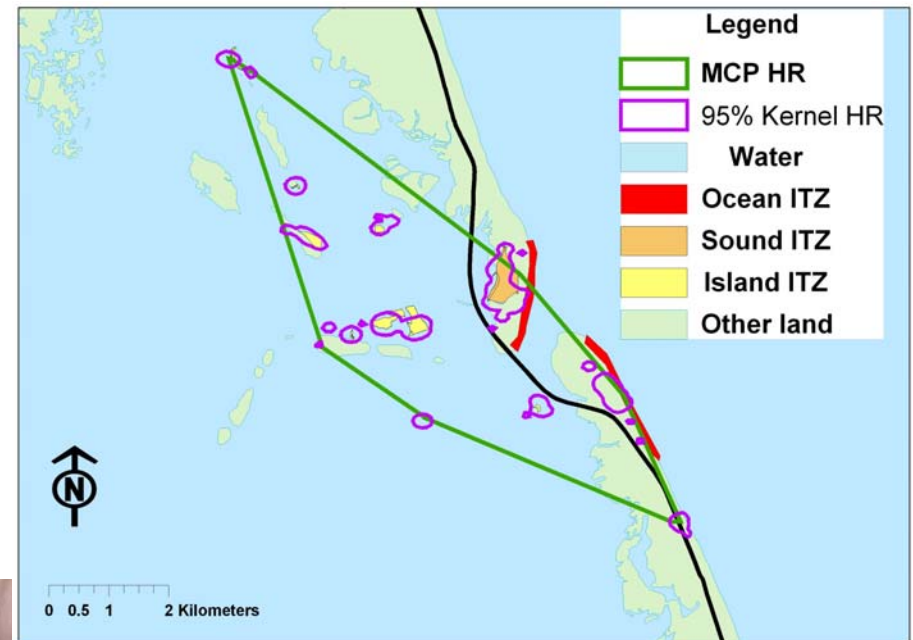 Legend
MCP HR
95% Kernel HR
Water
Ocean ITZ
Sound ITZ
Island ITZ
Other land
N
0 0.5 1 2 Kilometers